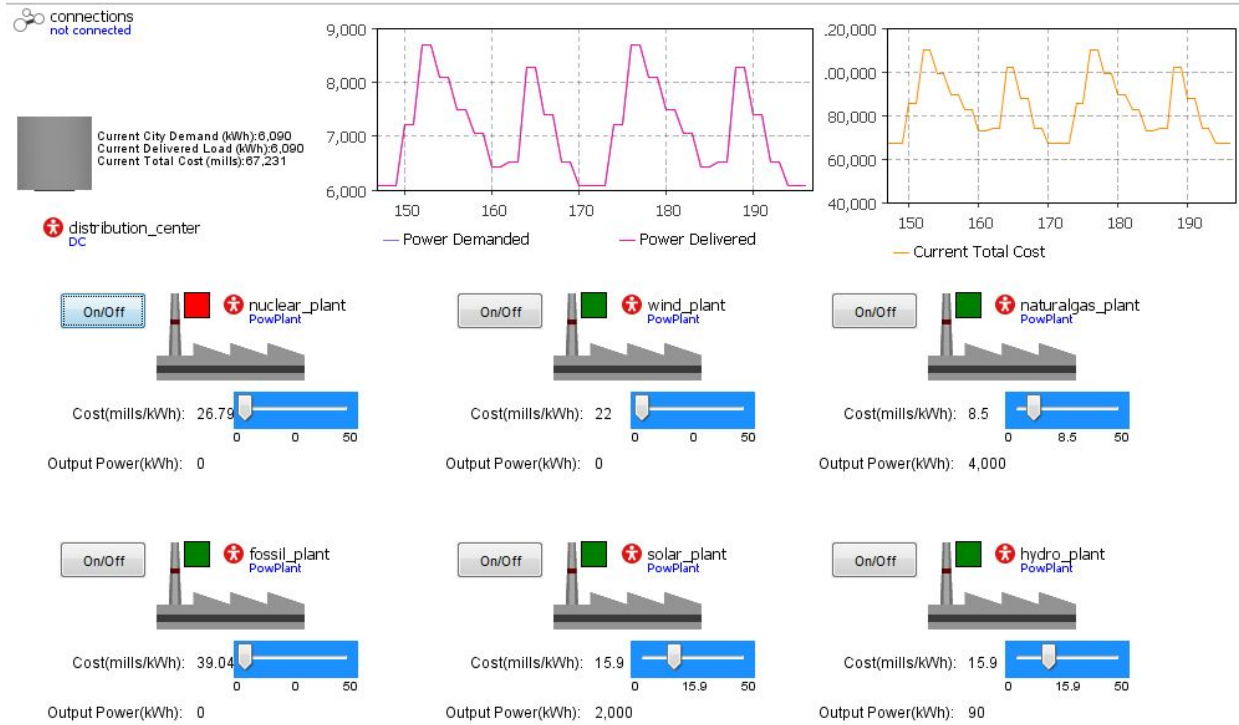 connections
not connected
Current City Demand (kWh):6,090
Current Delivered Load (kWh):6,090
Current Total Cost (mills):67,231
distribution_center
DC
9,000
8,000
7,000
6,000
150 160 170 180 190
Power Demanded Power Delivered
20,000
00,000
80,000
60,000
40,000
150 160 170 180 190
Current Total Cost
On/Off nuclear_plant
PowPlant
Cost(mills/kWh): 26.79
0 0 50
Output Power(kWh): 0
On/Off wind_plant
PowPlant
Cost(mills/kWh): 22
0 0 50
Output Power(kWh): 0
On/Off naturalgas_plant
PowPlant
Cost(mills/kWh): 8.5
0 8.5 50
Output Power(kWh): 4,000
On/Off fossil_plant
PowPlant
Cost(mills/kWh): 39.04
0 0 50
Output Power(kWh): 0
On/Off solar_plant
PowPlant
Cost(mills/kWh): 15.9
0 15.9 50
Output Power(kWh): 2,000
On/Off hydro_plant
PowPlant
Cost(mills/kWh): 15.9
0 15.9 50
Output Power(kWh): 90